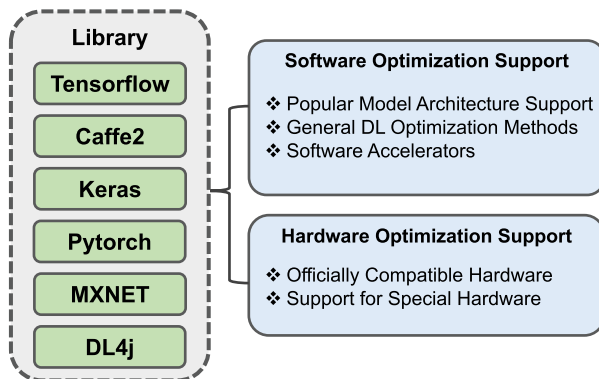 Library
Tensorflow
Caffe2
Keras
Pytorch
MXNET
DL4j
Software Optimization Support
❖ Popular Model Architecture Support
❖ General DL Optimization Methods
❖ Software Accelerators
Hardware Optimization Support
❖ Officially Compatible Hardware
❖ Support for Special Hardware